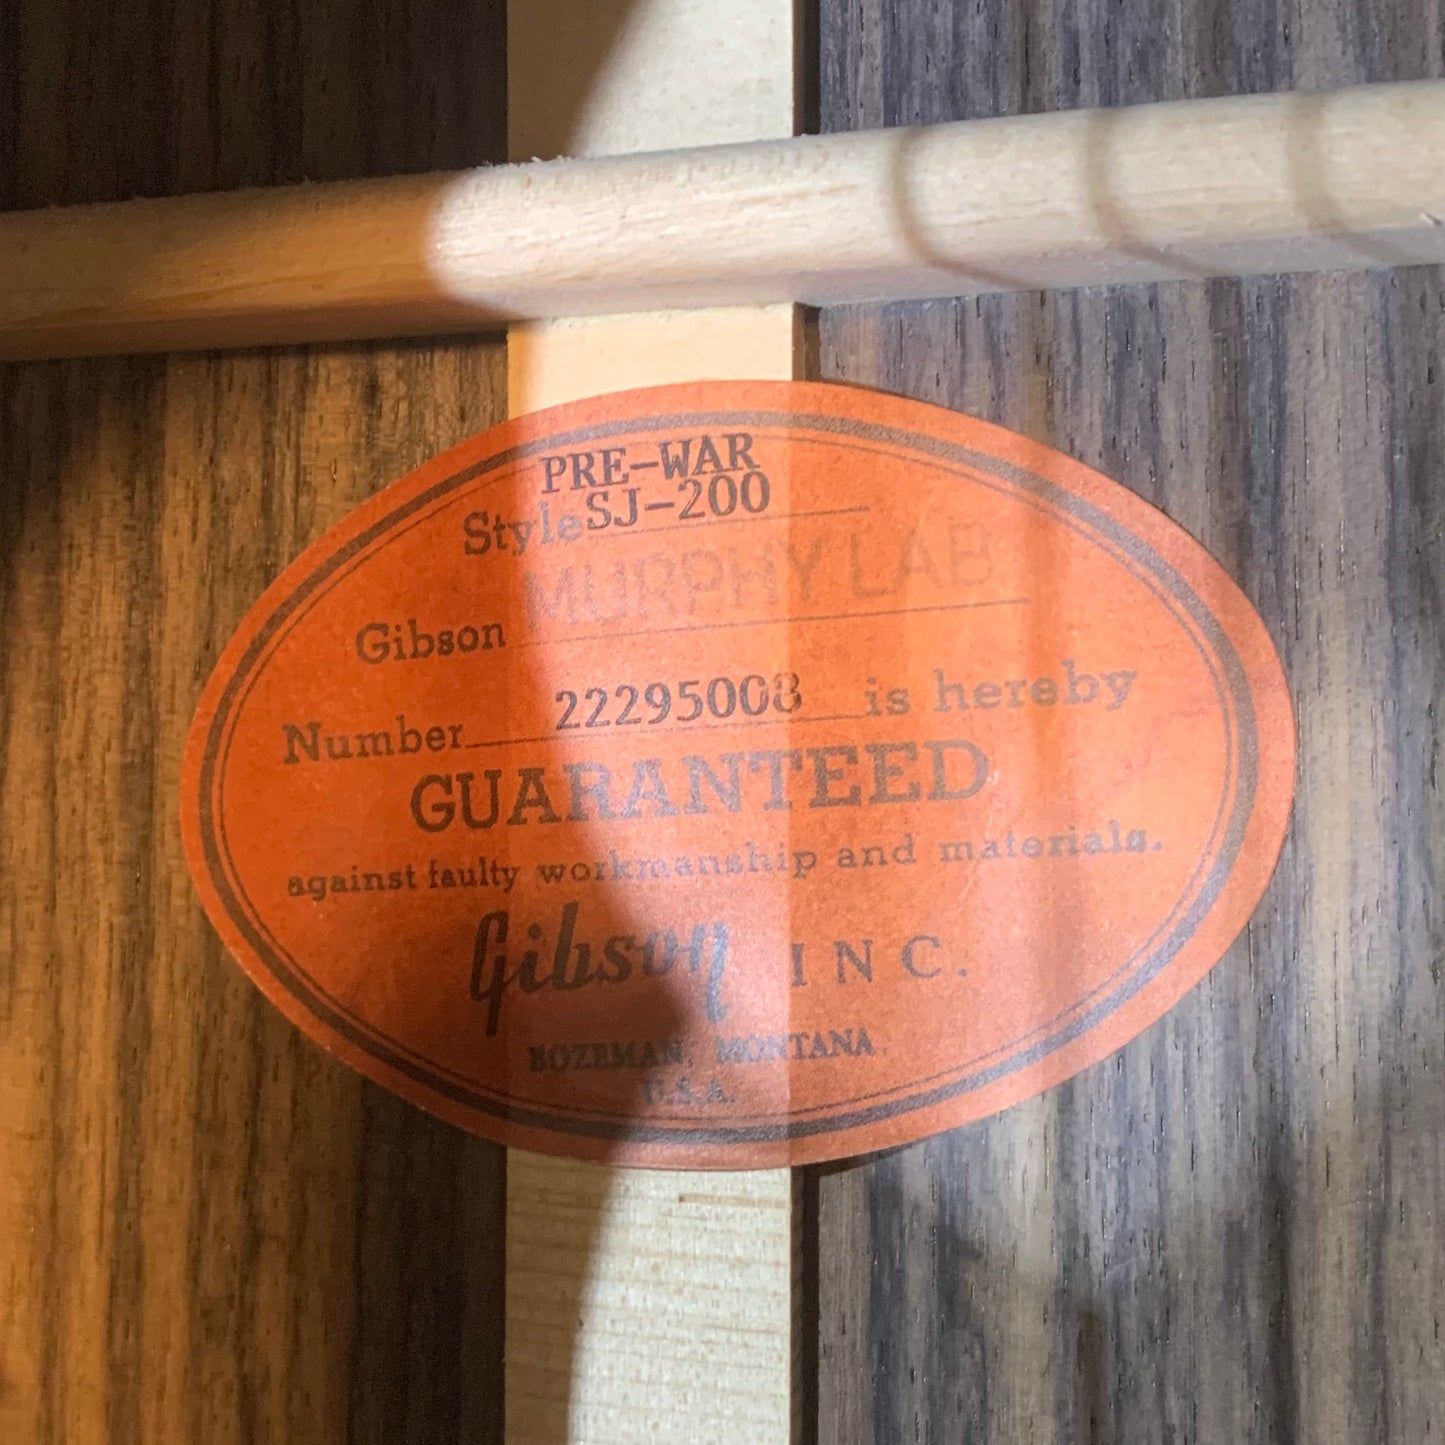 PRE-WAR
Style SJ-200
Gibson MURPHY LAB
Number 22295008 is hereby
GUARANTEED
against faulty workmanship and materials.
Gibson INC.
BOZEMAN, MONTANA
U.S.A.